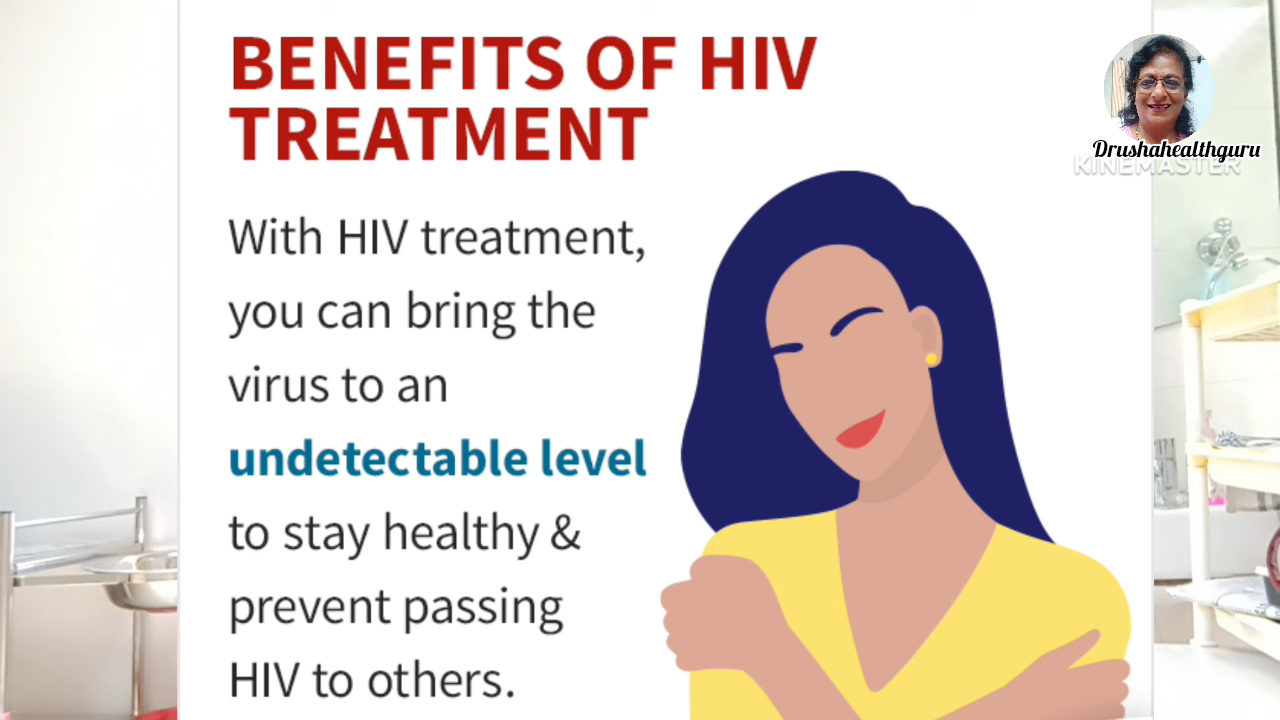 BENEFITS OF HIV
TREATMENT
With HIV treatment,
you can bring the
virus to an
undetectable level
to stay healthy &
prevent passing
HIV to others.
Drushahealthguru
KINEMASTER